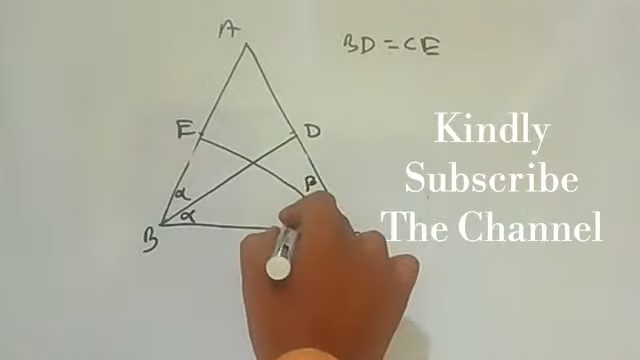 A
BD = CE
E
D
Kindly
Subscribe
The Channel
β
α
α
B